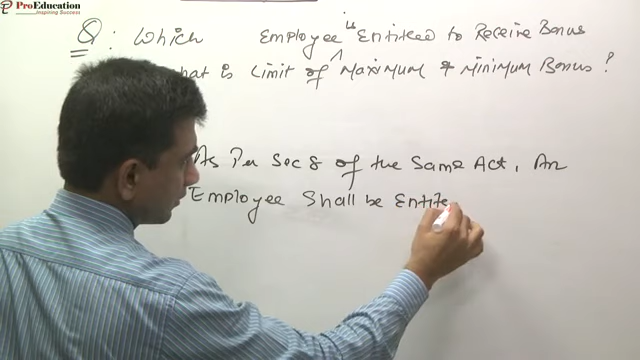 ProEducation
Inspiring Success
Q: Which Employee is Entitled to Receive Bonus
hat is Limit of Maximum & Minimum Bonus?
As Per Sec 8 of the Same Act, An
Employee Shall be Entitle